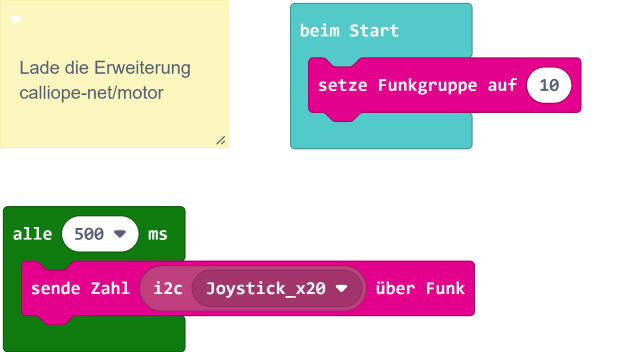 Lade die Erweiterung
calliope-net/motor
beim Start
setze Funkgruppe auf 10
alle 500 ms
sende Zahl i2c Joystick_x20 über Funk